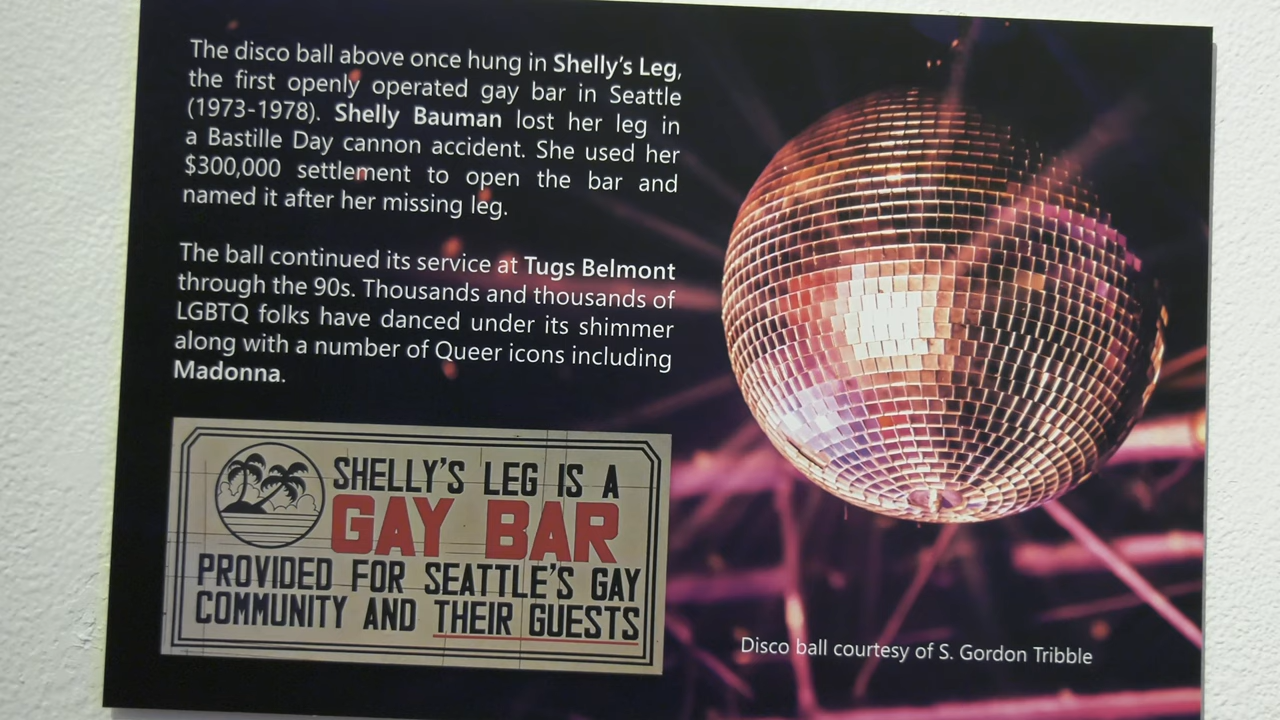 The disco ball above once hung in Shelly's Leg,
the first openly operated gay bar in Seattle
(1973-1978). Shelly Bauman lost her leg in
a Bastille Day cannon accident. She used her
$300,000 settlement to open the bar and
named it after her missing leg.
The ball continued its service at Tugs Belmont
through the 90s. Thousands and thousands of
LGBTQ folks have danced under its shimmer
along with a number of Queer icons including
Madonna.
SHELLY'S LEG IS A
GAY BAR
PROVIDED FOR SEATTLE'S GAY
COMMUNITY AND THEIR GUESTS
Disco ball courtesy of S. Gordon Tribble